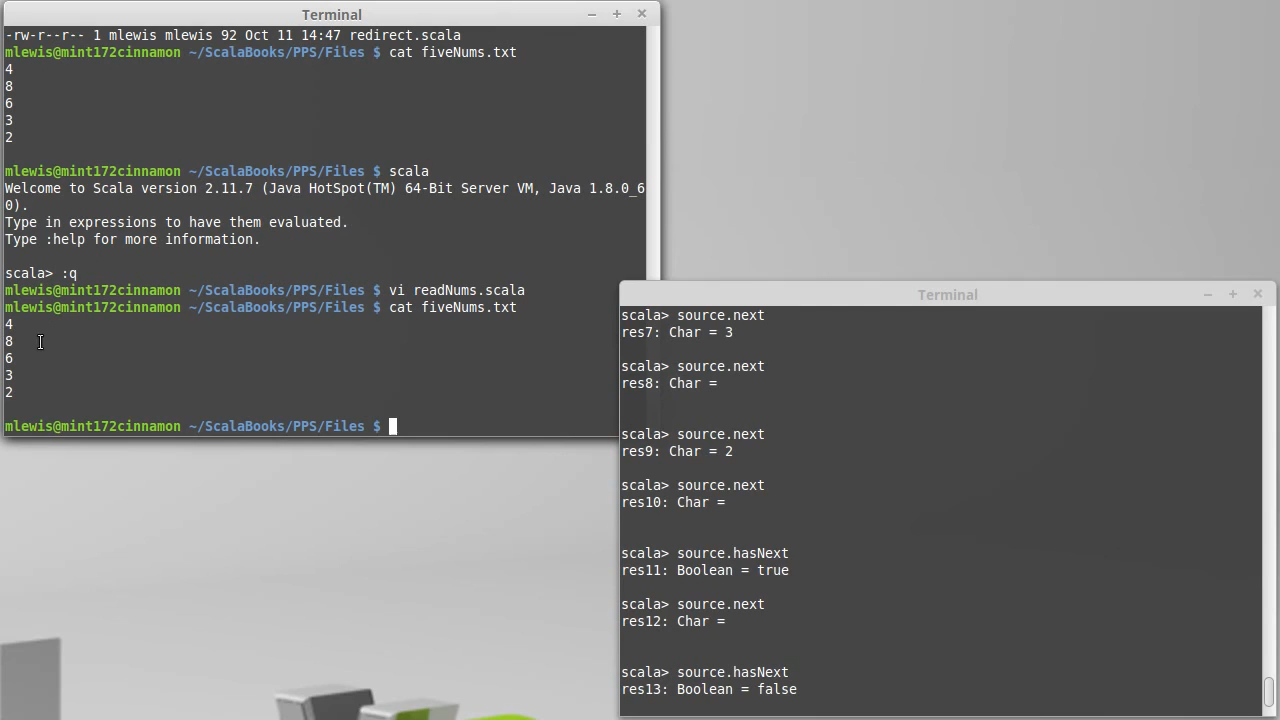 Terminal
-rw-r--r-- 1 mlewis mlewis 92 Oct 11 14:47 redirect.scala
mlewis@mint172cinnamon ~/ScalaBooks/PPS/Files $ cat fiveNums.txt
4
8
6
3
2
mlewis@mint172cinnamon ~/ScalaBooks/PPS/Files $ scala
Welcome to Scala version 2.11.7 (Java HotSpot(TM) 64-Bit Server VM, Java 1.8.0_6
0).
Type in expressions to have them evaluated.
Type :help for more information.
scala> :q
mlewis@mint172cinnamon ~/ScalaBooks/PPS/Files $ vi readNums.scala
mlewis@mint172cinnamon ~/ScalaBooks/PPS/Files $ cat fiveNums.txt
4
8
6
3
2
mlewis@mint172cinnamon ~/ScalaBooks/PPS/Files $
Terminal
scala> source.next
res7: Char = 3
scala> source.next
res8: Char =
scala> source.next
res9: Char = 2
scala> source.next
res10: Char =
scala> source.hasNext
res11: Boolean = true
scala> source.next
res12: Char =
scala> source.hasNext
res13: Boolean = false